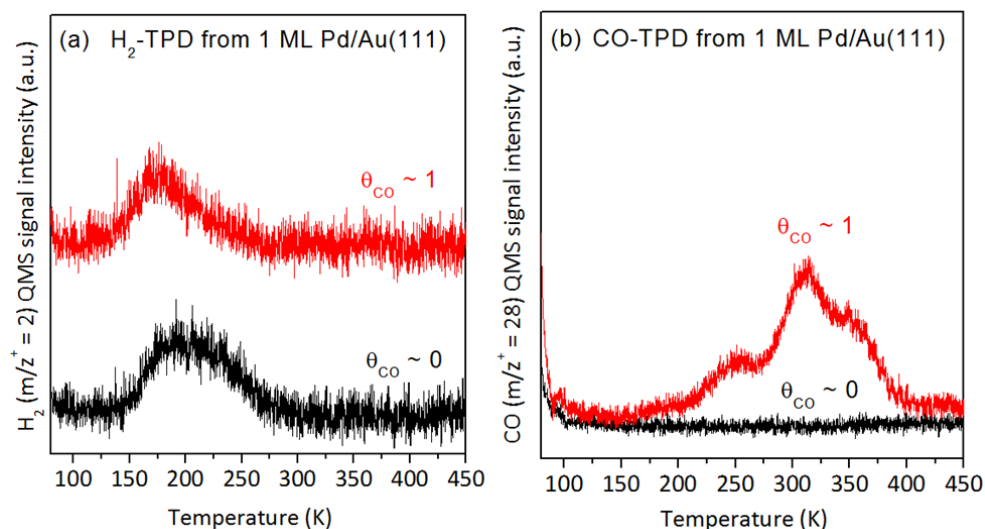 (a) H₂-TPD from 1 ML Pd/Au(111)
H₂ (m/z⁺ = 2) QMS signal intensity (a.u.)
θCO ~ 1
θCO ~ 0
100 150 200 250 300 350 400 450
Temperature (K)
(b) CO-TPD from 1 ML Pd/Au(111)
CO (m/z⁺ = 28) QMS signal intensity (a.u.)
θCO ~ 1
θCO ~ 0
100 150 200 250 300 350 400 450
Temperature (K)